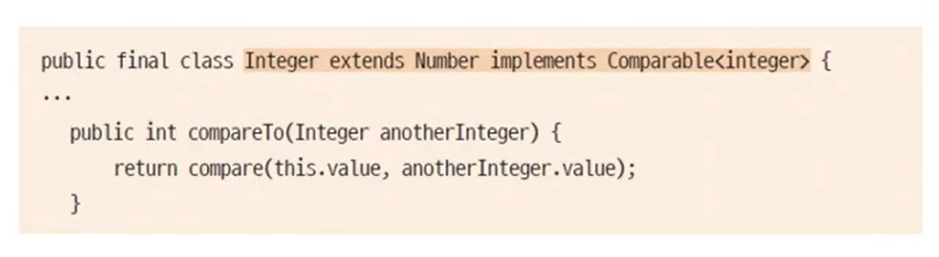 public final class Integer extends Number implements Comparable<integer> {
...
public int compareTo(Integer anotherInteger) {
return compare(this.value, anotherInteger.value);
}